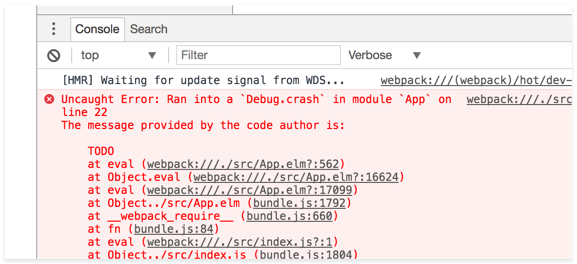 Console Search
top Filter Verbose
[HMR] Waiting for update signal from WDS... webpack:///(webpack)/hot/dev-
Uncaught Error: Ran into a `Debug.crash` in module `App` on webpack:///./src
line 22
The message provided by the code author is:
TODO
at eval (webpack:///./src/App.elm?:562)
at Object.eval (webpack:///./src/App.elm?:16624)
at eval (webpack:///./src/App.elm?:17099)
at Object../src/App.elm (bundle.js:1792)
at __webpack_require__ (bundle.js:660)
at fn (bundle.js:84)
at eval (webpack:///./src/index.js?:1)
at Object../src/index.js (bundle.js:1804)